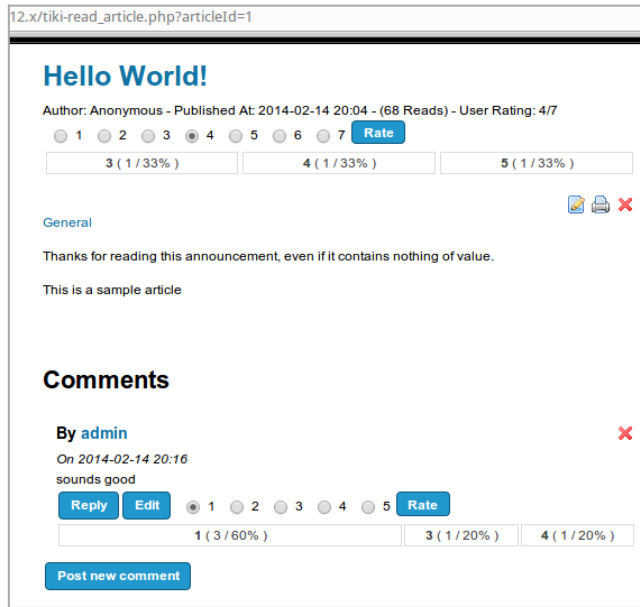 12.x/tiki-read_article.php?articleId=1
Hello World!
Author: Anonymous - Published At: 2014-02-14 20:04 - (68 Reads) - User Rating: 4/7
1 2 3 4 5 6 7 Rate
3 ( 1 / 33% ) 4 ( 1 / 33% ) 5 ( 1 / 33% )
General
Thanks for reading this announcement, even if it contains nothing of value.
This is a sample article
Comments
By admin
On 2014-02-14 20:16
sounds good
Reply Edit 1 2 3 4 5 Rate
1 ( 3 / 60% ) 3 ( 1 / 20% ) 4 ( 1 / 20% )
Post new comment